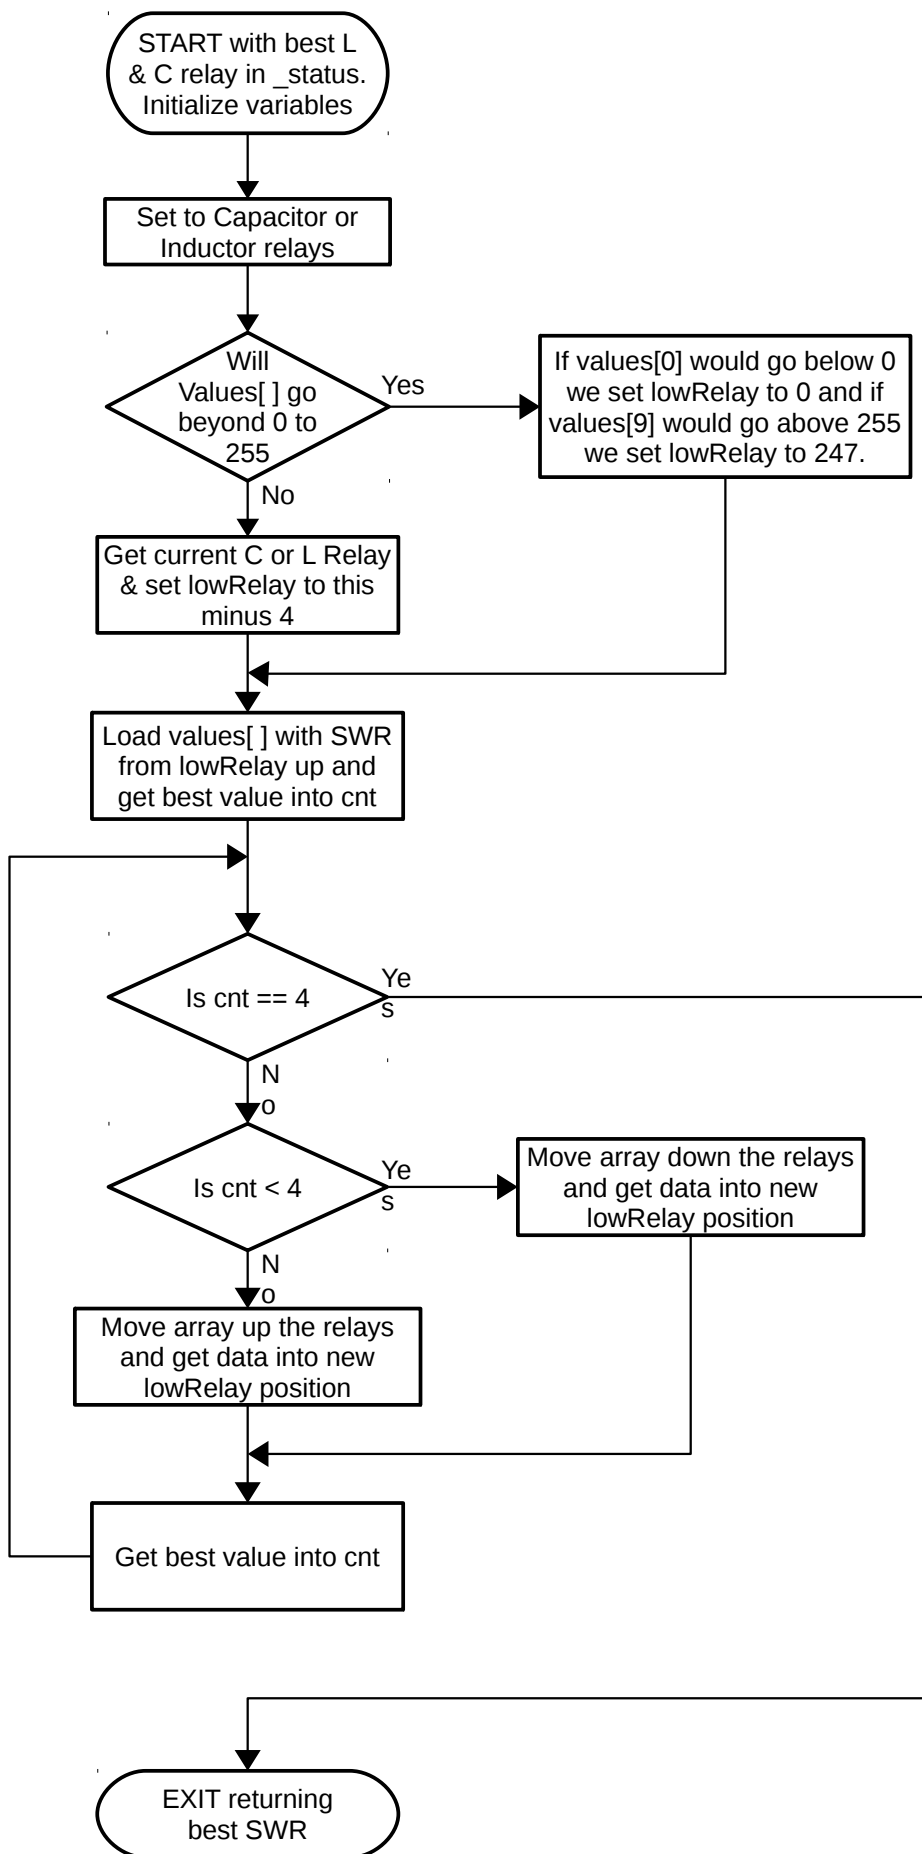 START with best L
& C relay in _status.
Initialize variables
Set to Capacitor or
Inductor relays
Will
Values[ ] go
beyond 0 to
255
Yes
If values[0] would go below 0
we set lowRelay to 0 and if
values[9] would go above 255
we set lowRelay to 247.
No
Get current C or L Relay
& set lowRelay to this
minus 4
Load values[ ] with SWR
from lowRelay up and
get best value into cnt
Is cnt == 4
Ye
s
N
o
Is cnt < 4
Ye
s
Move array down the relays
and get data into new
lowRelay position
N
o
Move array up the relays
and get data into new
lowRelay position
Get best value into cnt
EXIT returning
best SWR